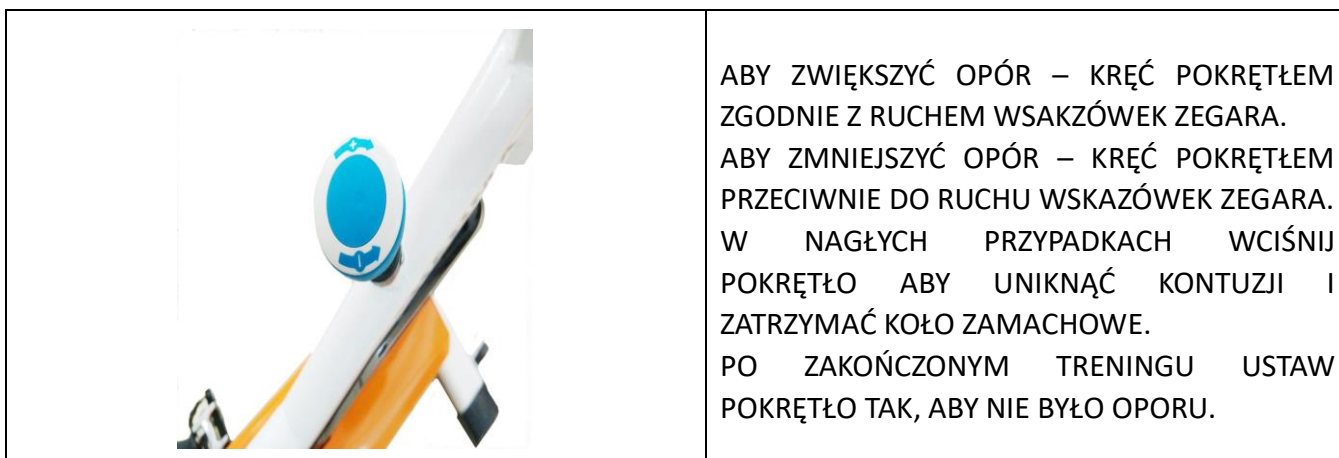 ABY ZWIĘKSZYĆ OPÓR – KRĘĆ POKRĘTŁEM
ZGODNIE Z RUCHEM WSAKZÓWEK ZEGARA.
ABY ZMNIEJSZYĆ OPÓR – KRĘĆ POKRĘTŁEM
PRZECIWNIE DO RUCHU WSKAZÓWEK ZEGARA.
W NAGŁYCH PRZYPADKACH WCIŚNIJ
POKRĘTŁO ABY UNIKNĄĆ KONTUZJI I
ZATRZYMAĆ KOŁO ZAMACHOWE.
PO ZAKOŃCZONYM TRENINGU USTAW
POKRĘTŁO TAK, ABY NIE BYŁO OPORU.